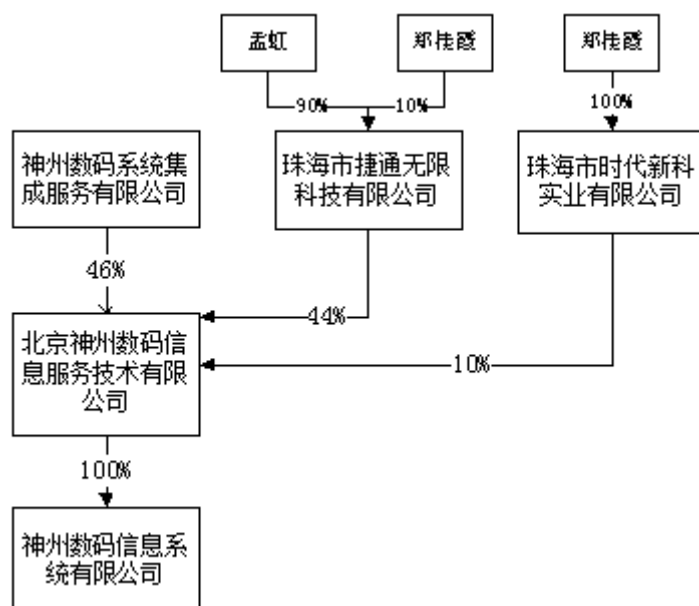 孟虹
郑桂霞
郑桂霞
90%
10%
100%
神州数码系统集
成服务有限公司
珠海市捷通无限
科技有限公司
珠海市时代新科
实业有限公司
46%
44%
北京神州数码信
息服务技术有限
公司
10%
100%
神州数码信息系
统有限公司